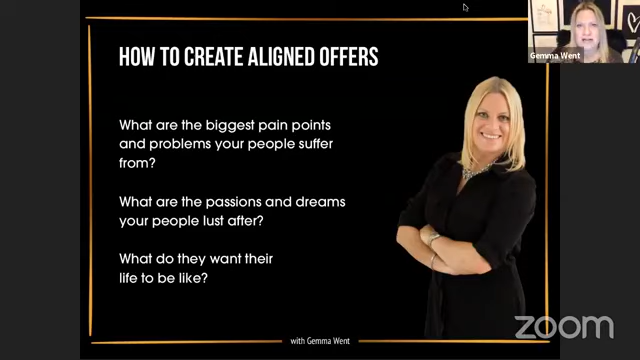 HOW TO CREATE ALIGNED OFFERS
Gemma Went
What are the biggest pain points
and problems your people suffer
from?
What are the passions and dreams
your people lust after?
What do they want their
life to be like?
with Gemma Went
zoom